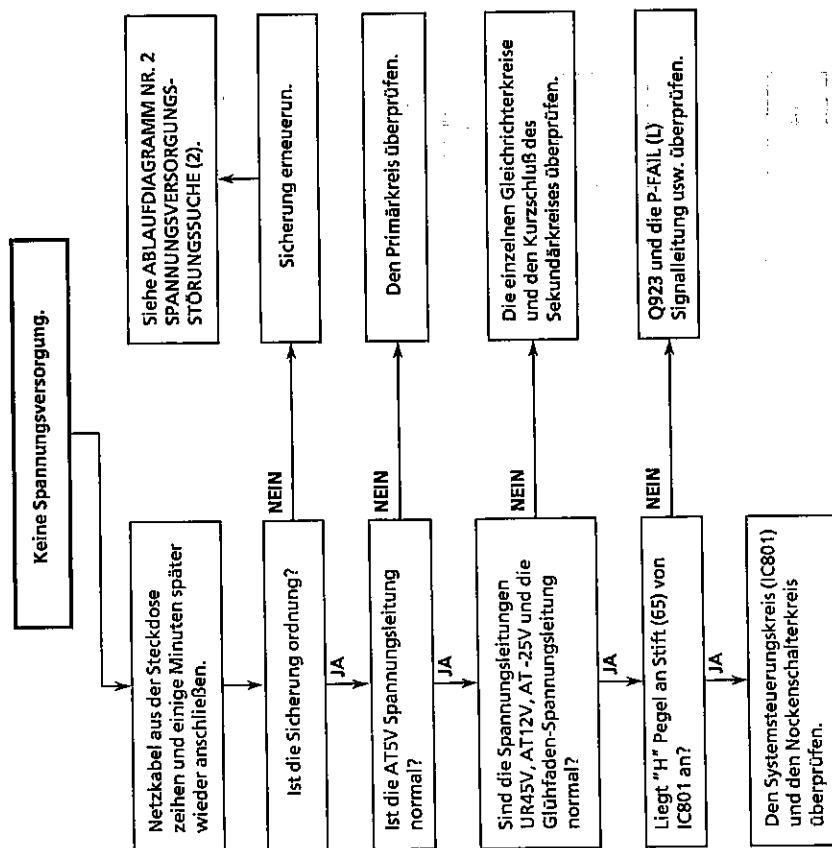 Keine Spannungsversorgung.
Netzkabel aus der Steckdose
zeihen und einige Minuten später
wieder anschließen.
Siehe ABLAUFDIAGRAMM NR. 2
SPANNUNGSVERSORGUNGS-
STÖRUNGSSUCHE (2).
Ist die Sicherung ordnung?
NEIN
Sicherung erneuerun.
JA
Ist die AT5V Spannungsleitung
normal?
NEIN
Den Primärkreis überprüfen.
JA
Sind die Spannungsleitungen
UR45V, AT12V, AT -25V und die
Glühfaden-Spannungsleitung
normal?
NEIN
Die einzelnen Gleichrichterkreise
und den Kurzschluß des
Sekundärkreises überprüfen.
JA
Liegt "H" Pegel an Stift (65) von
IC801 an?
NEIN
Q923 und die P-FAIL (L)
Signalleitung usw. überprüfen.
JA
Den Systemsteuerungskreis (IC801)
und den Nockenschalterkreis
überprüfen.